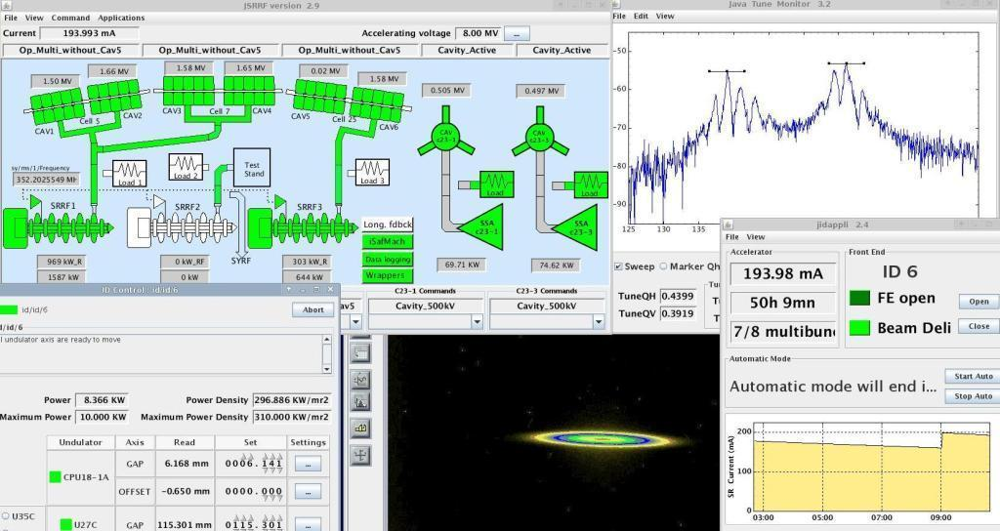 JSRRF version 2.9
File View Command Applications
Current 193.993 mA Accelerating voltage 8.00 MV ...
Op_Multi_without_Cav5 Op_Multi_without_Cav5 Op_Multi_without_Cav5 Cavity_Active Cavity_Active
1.50 MV 1.66 MV 1.58 MV 1.65 MV 0.02 MV 1.58 MV 0.505 MV 0.497 MV
CAV1 Cell 5 CAV2 CAV3 Cell 7 CAV4 CAV5 Cell 25 CAV6
CAV c23-1 CAV c23-3
sy/ms/1/Frequency
352.2025549 MH
Load 1 Load 2 Test Stand Load 3 Load Load
SRRF1 SRRF2 SRRF3
SYRF
Long. fdbck
iSafMach
Data logging
Wrappers
SSA c23-1 SSA c23-3
969 kW_R 0 kW_RF 303 kW_R 69.71 KW 74.62 KW
1587 kW 0 kW 644 kW
C23-1 Commands C23-3 Commands
av5 Cavity_500kV Cavity_500kV
Java Tune Monitor 3.2
File Edit View
-50
-60
-70
-80
-90
125 130 135
Sweep Marker Qh
TuneQH 0.4399
TuneQV 0.3919
Tu
T
T
jidappli 2.4
File View
Accelerator
193.98 mA
50h 9mn
7/8 multibun
Front End
ID 6
FE open Open
Beam Deli Close
Automatic Mode
Automatic mode will end i... Start Auto
Stop Auto
SR Current (mA)
200
100
0
03:00 05:00 07:00 09:00
ID Control : id/id/6
id/id/6 Abort
d/id/6
l undulator axis are ready to move
Power 8.366 KW Power Density 296.886 KW/mr2
Maximum Power 10.000 KW Maximum Power Density 310.000 KW/mr2
Undulator Axis Read Set Settings
CPU18-1A GAP 6.168 mm 0006.141 ...
OFFSET -0.650 mm 0000.000 ...
U35C
U27C GAP 115.301 mm 0115.301 ...